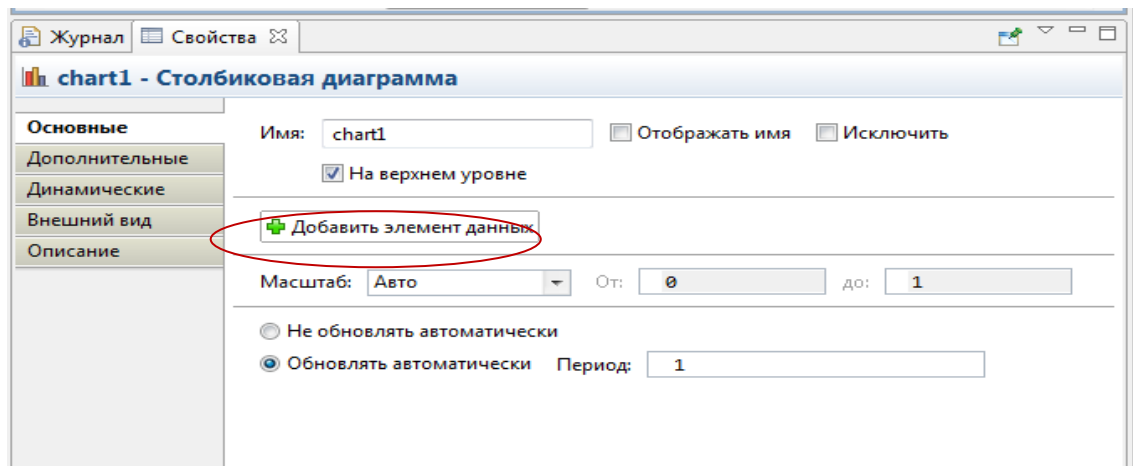 Журнал Свойства
chart1 - Столбиковая диаграмма
Основные
Дополнительные
Динамические
Внешний вид
Описание
Имя: chart1 Отображать имя Исключить
На верхнем уровне
Добавить элемент данных
Масштаб: Авто От: 0 до: 1
Не обновлять автоматически
Обновлять автоматически Период: 1